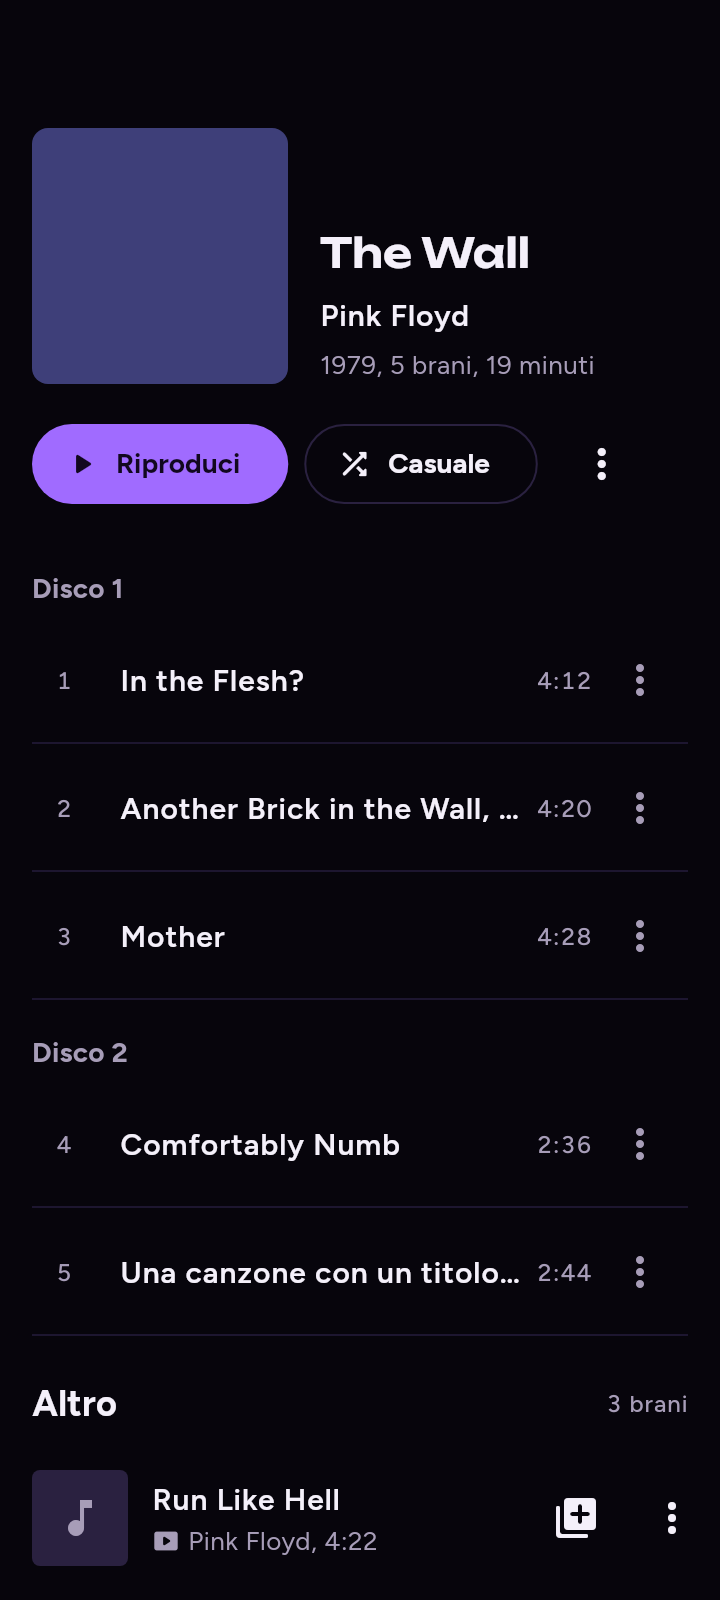 The Wall
Pink Floyd
1979, 5 brani, 19 minuti
Riproduci
Casuale
Disco 1
1 In the Flesh? 4:12
2 Another Brick in the Wall, ... 4:20
3 Mother 4:28
Disco 2
4 Comfortably Numb 2:36
5 Una canzone con un titolo... 2:44
Altro 3 brani
Run Like Hell
Pink Floyd, 4:22